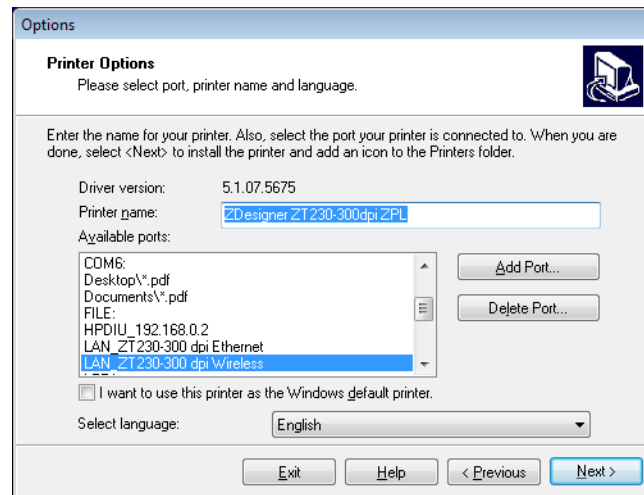 Options
Printer Options
Please select port, printer name and language.
Enter the name for your printer. Also, select the port your printer is connected to. When you are
done, select <Next> to install the printer and add an icon to the Printers folder.
Driver version: 5.1.07.5675
Printer name: ZDesigner ZT230-300dpi ZPL
Available ports:
COM6:
Desktop\*.pdf
Documents\*.pdf
FILE:
HPDIU_192.168.0.2
LAN_ZT230-300 dpi Ethernet
LAN_ZT230-300 dpi Wireless
Add Port...
Delete Port...
I want to use this printer as the Windows default printer.
Select language: English
Exit Help < Previous Next >